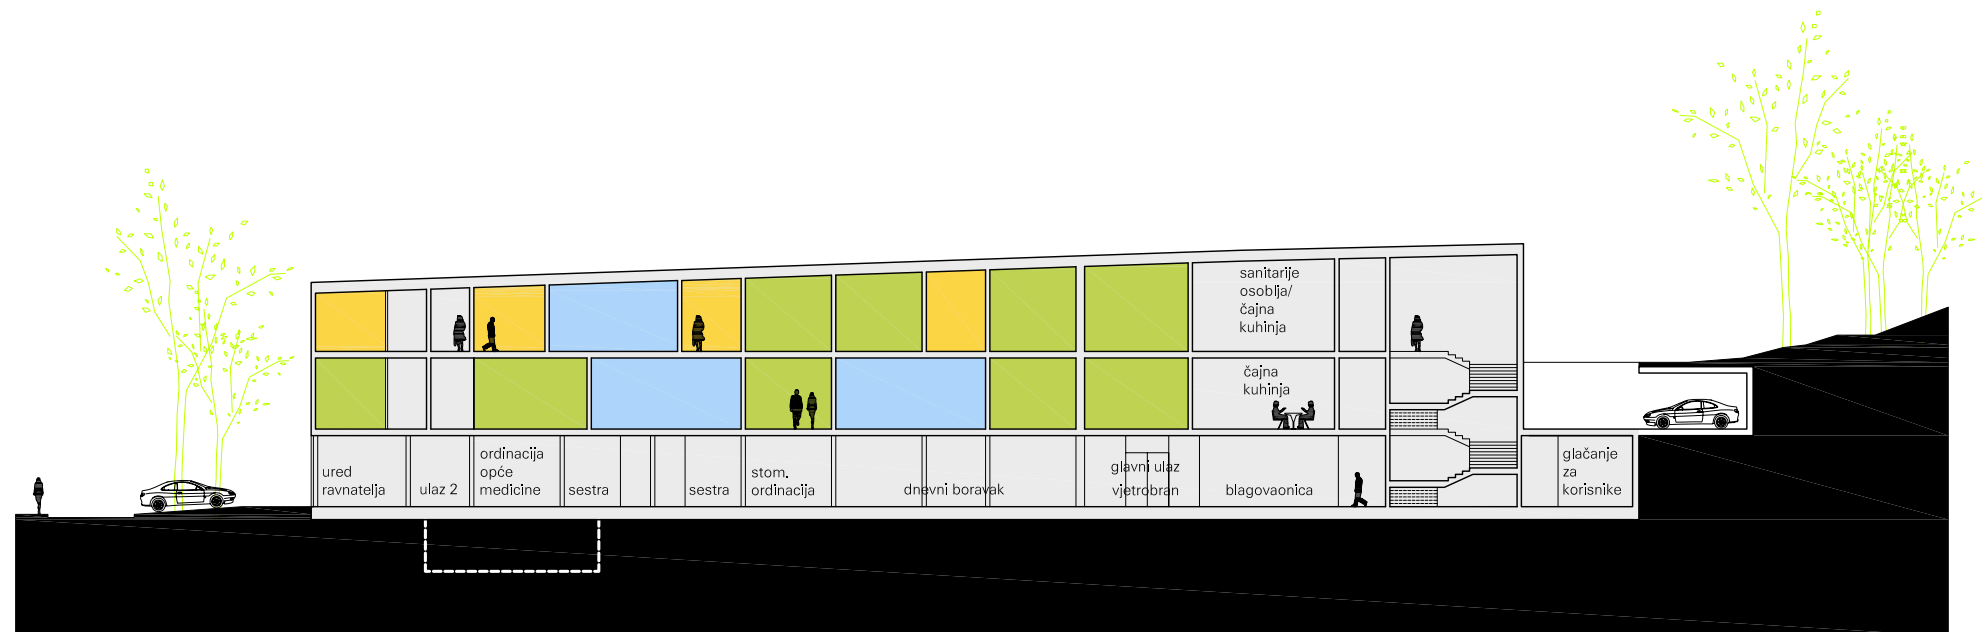 sanitarije
osoblja/
čajna
kuhinja
čajna
kuhinja
ured
ravnatelja
ulaz 2
ordinacija
opće
medicine
sestra
sestra
stom.
ordinacija
dnevni boravak
glavni ulaz
vjetrobran
blagovaonica
glačanje
za
korisnike